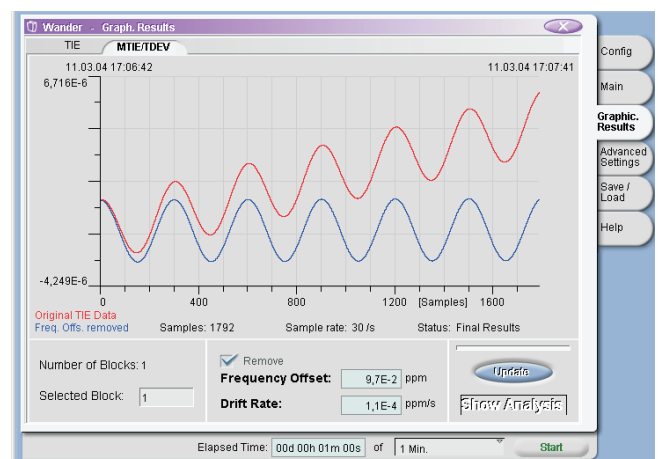 Wander - Graph. Results
TIE
MTIE/TDEV
11.03.04 17:06:42
11.03.04 17:07:41
6,716E-6
-4,249E-6
0 400 800 1200 [Samples] 1600
Original TIE Data
Freq. Offs. removed
Samples: 1792
Sample rate: 30 /s
Status: Final Results
Number of Blocks: 1
Selected Block: 1
Remove
Frequency Offset: 9,7E-2 ppm
Drift Rate: 1,1E-4 ppm/s
Update
Show Analysis
Elapsed Time: 00d 00h 01m 00s of 1 Min.
Start
Config
Main
Graphic.
Results
Advanced
Settings
Save /
Load
Help